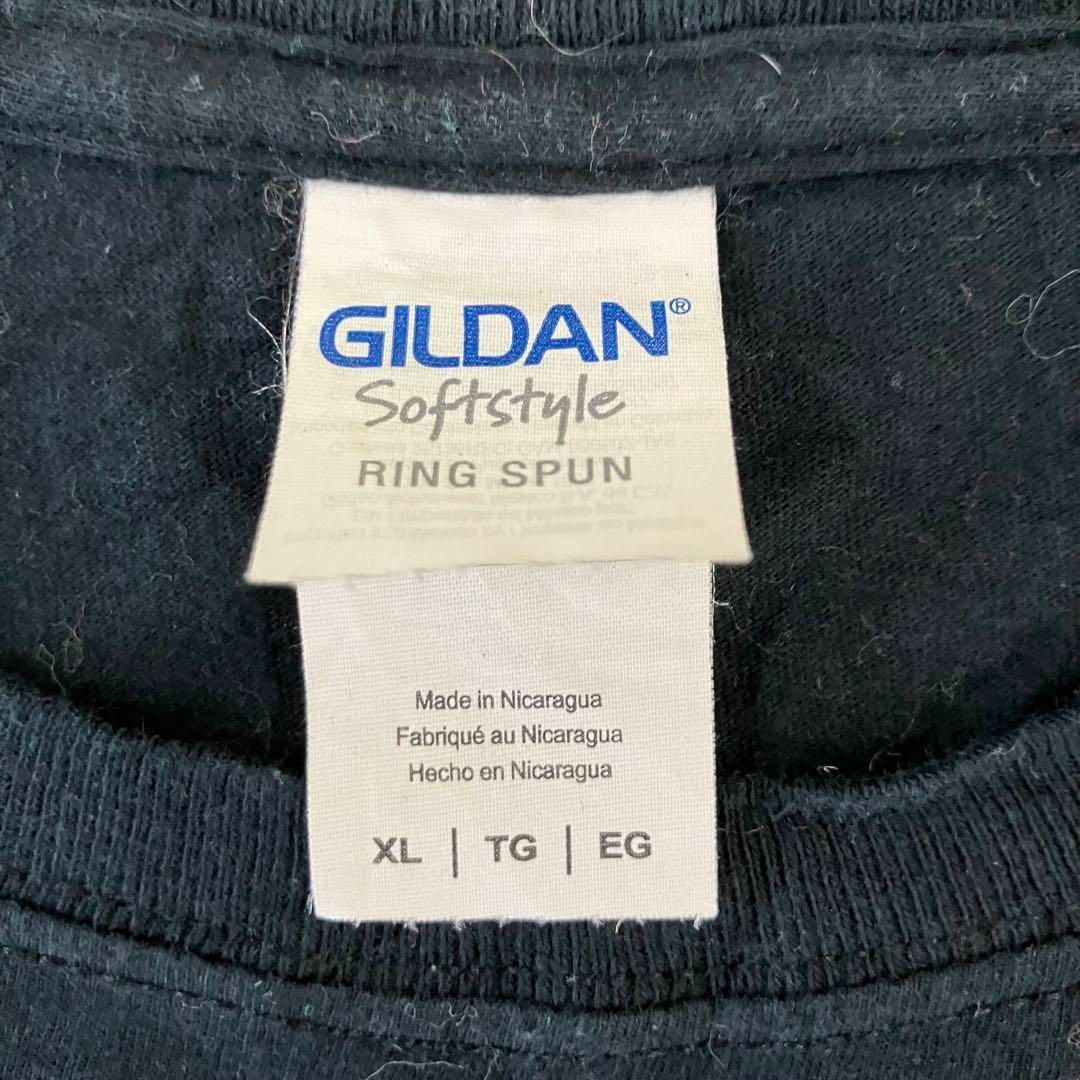 GILDAN®
Softstyle
RING SPUN
Made in Nicaragua
Fabriqué au Nicaragua
Hecho en Nicaragua
XL | TG | EG